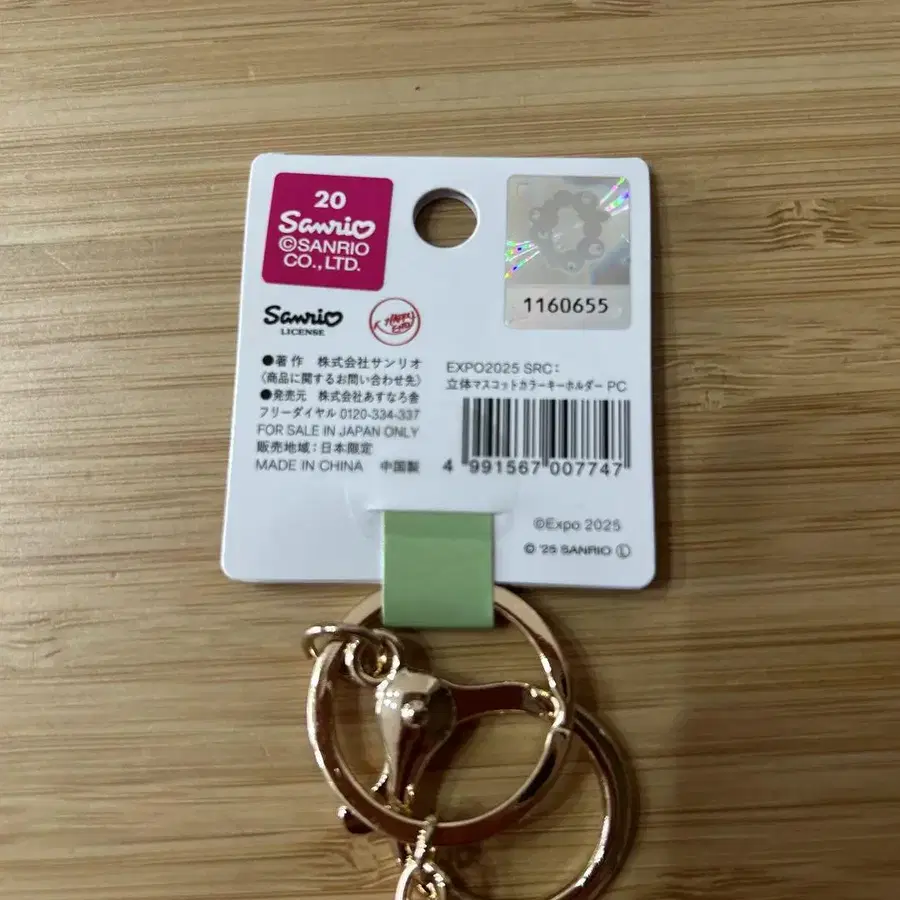 20
Sanrio
©SANRIO
CO.,LTD.
1160655
Sanrio
LICENSE
HAPPY
EXPO
●著作 株式会社サンリオ
(商品に関するお問い合わせ先)
●発売元 株式会社あすなろ舎
フリーダイヤル 0120-334-337
FOR SALE IN JAPAN ONLY
販売地域：日本限定
MADE IN CHINA 中国製
EXPO2025 SRC：
立体マスコットカラーキーホルダー PC
4 991567 007747
©Expo 2025
© '25 SANRIO Ⓛ